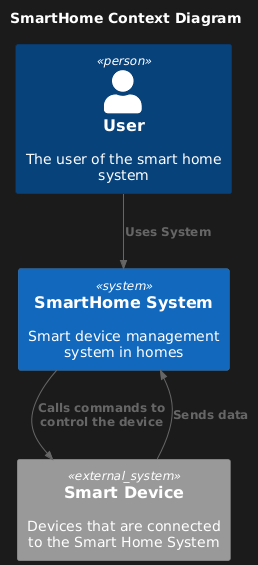 SmartHome Context Diagram
«person»
User
The user of the smart home
system
Uses System
«system»
SmartHome System
Smart device management
system in homes
Calls commands to
control the device
Sends data
«external_system»
Smart Device
Devices that are connected
to the Smart Home System